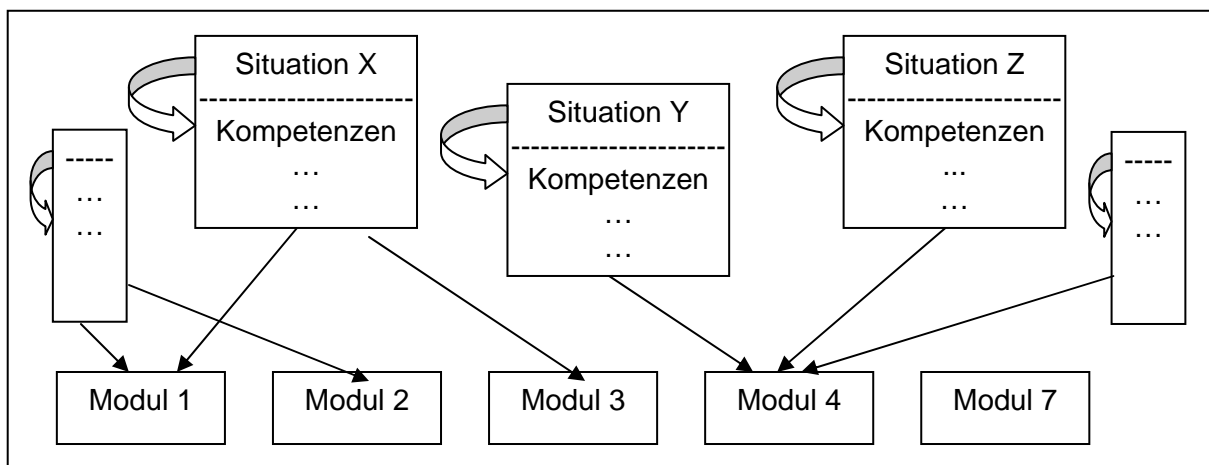 Situation X
--------------------
Kompetenzen
…
…
Situation Y
--------------------
Kompetenzen
…
…
Situation Z
--------------------
Kompetenzen
...
…
-----
…
…
-----
…
…
Modul 1
Modul 2
Modul 3
Modul 4
Modul 7